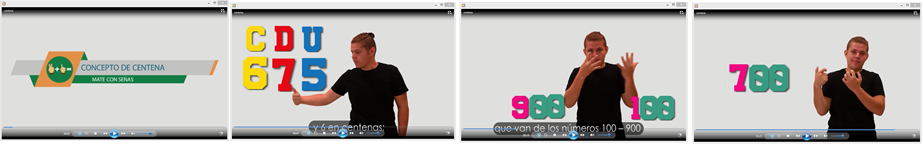 CONCEPTO DE CENTENA
MATE CON SEÑAS
C D U
6 7 5
y 6 en centenas;
900 100
que van de los números 100 – 900
700